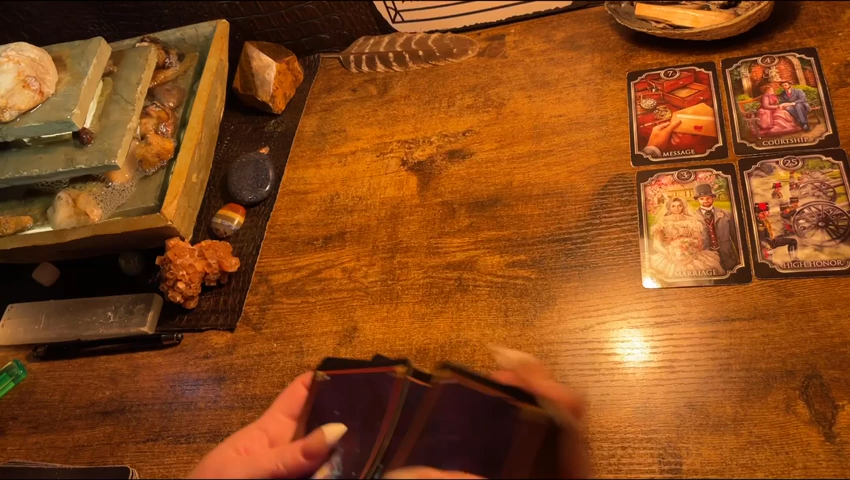 7
MESSAGE
4
COURTSHIP
3
MARRIAGE
25
HIGH HONOR